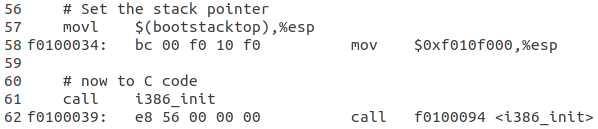 56    # Set the stack pointer
57    movl    $(bootstacktop),%esp
58 f0100034:    bc 00 f0 10 f0    mov    $0xf010f000,%esp
59
60    # now to C code
61    call    i386_init
62 f0100039:    e8 56 00 00 00    call    f0100094 <i386_init>